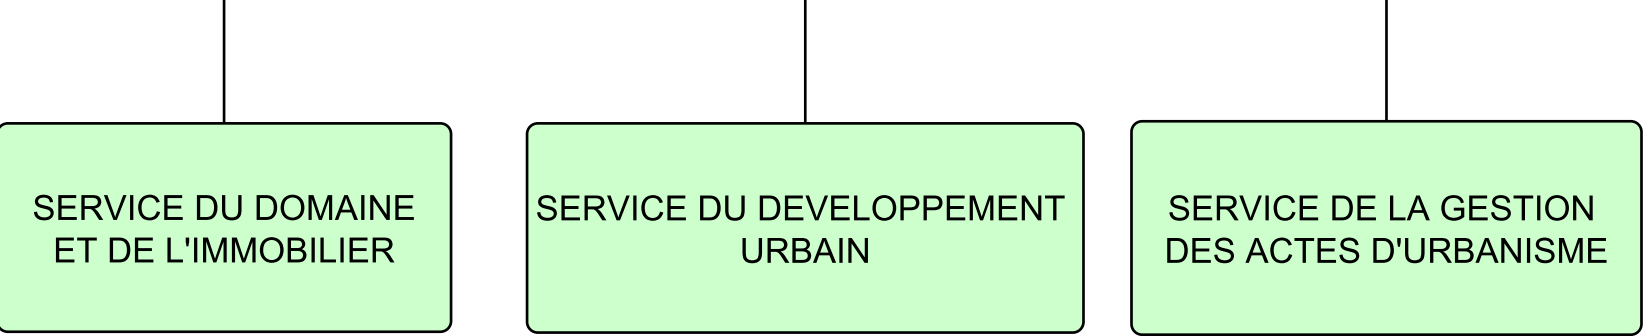 SERVICE DU DOMAINE
ET DE L'IMMOBILIER
SERVICE DU DEVELOPPEMENT
URBAIN
SERVICE DE LA GESTION
DES ACTES D'URBANISME